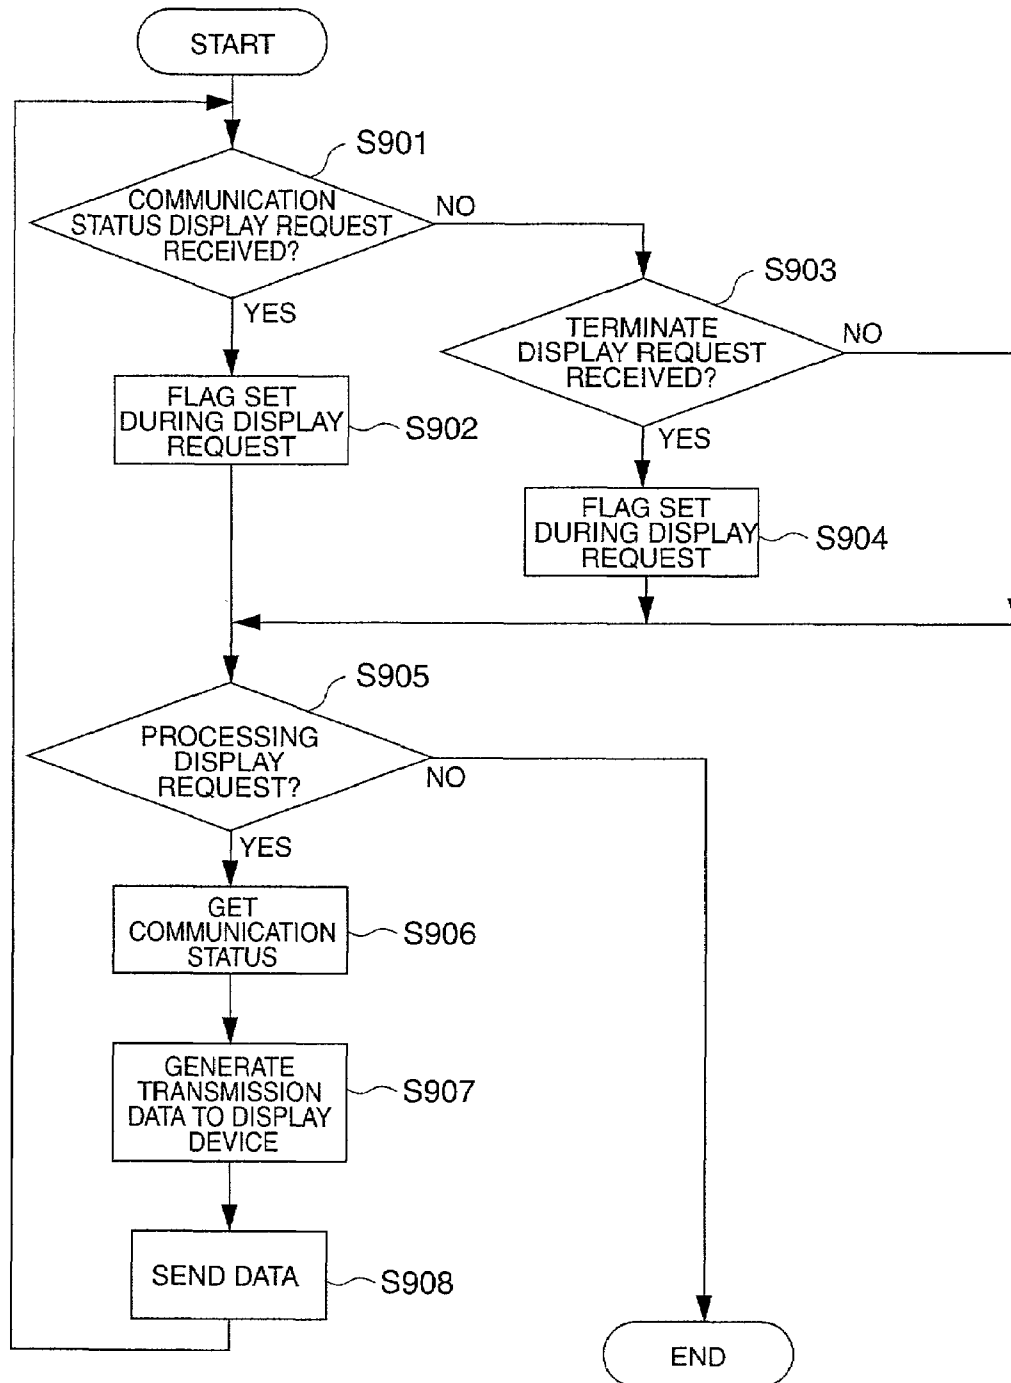 START
S901
COMMUNICATION
STATUS DISPLAY REQUEST
RECEIVED?
NO
YES
S903
TERMINATE
DISPLAY REQUEST
RECEIVED?
NO
YES
FLAG SET
DURING DISPLAY
REQUEST
S902
FLAG SET
DURING DISPLAY
REQUEST
S904
S905
PROCESSING
DISPLAY
REQUEST?
NO
YES
GET
COMMUNICATION
STATUS
S906
GENERATE
TRANSMISSION
DATA TO DISPLAY
DEVICE
S907
SEND DATA
S908
END